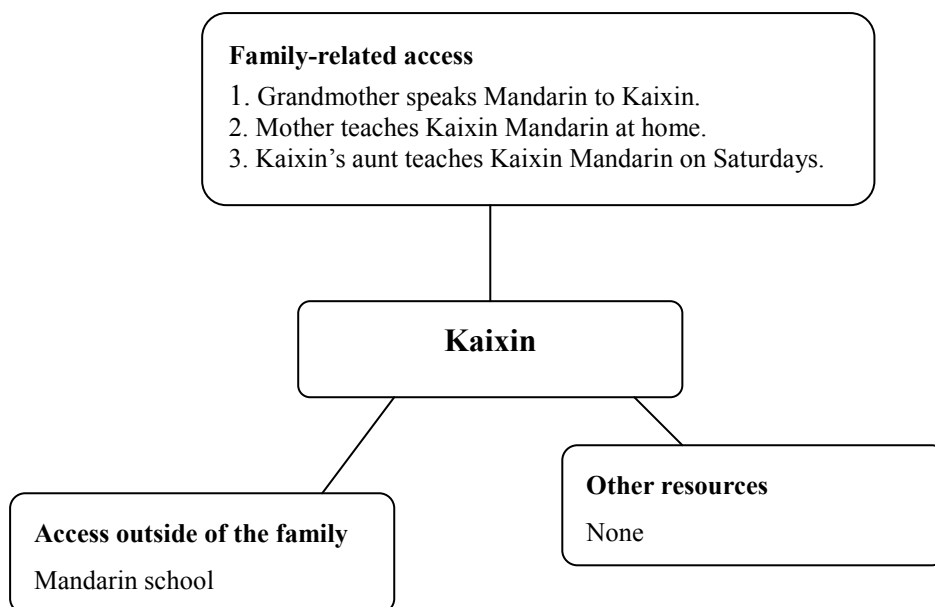 Family-related access
1. Grandmother speaks Mandarin to Kaixin.
2. Mother teaches Kaixin Mandarin at home.
3. Kaixin’s aunt teaches Kaixin Mandarin on Saturdays.
Kaixin
Access outside of the family
Mandarin school
Other resources
None